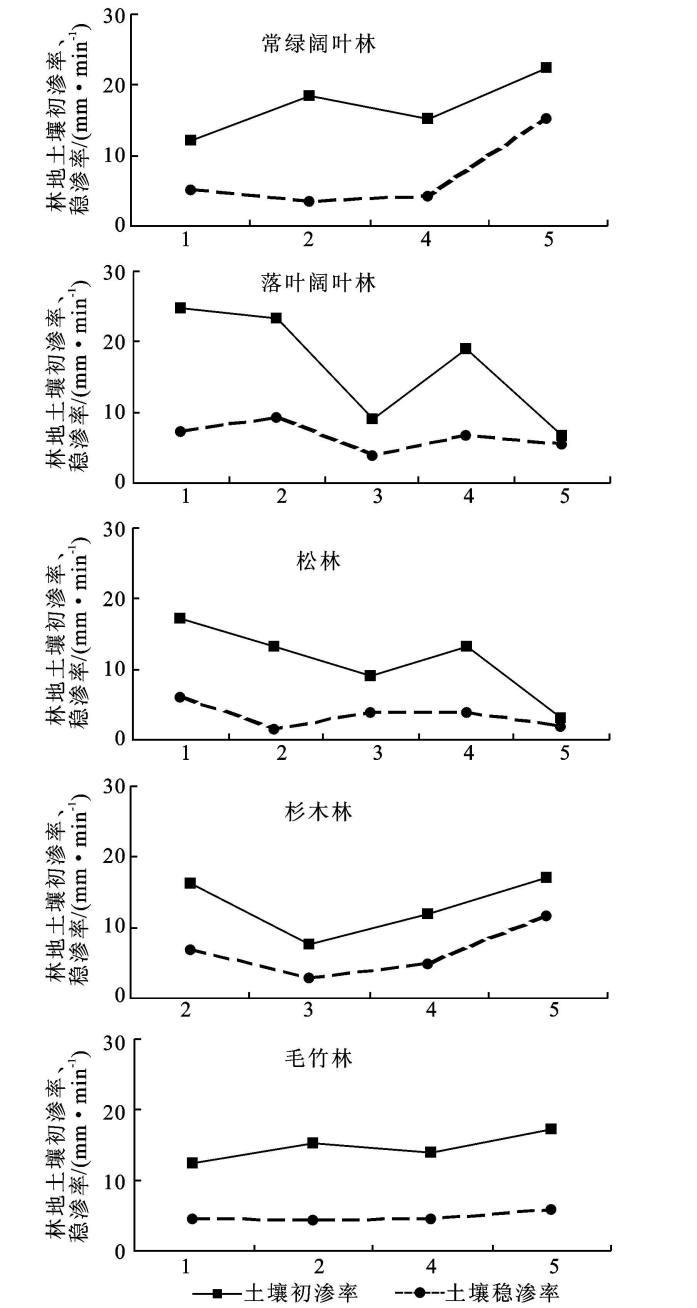 常绿阔叶林
林地土壤初渗率、
稳渗率/(mm·min⁻¹)
30
20
10
0
1 2 4 5
落叶阔叶林
林地土壤初渗率、
稳渗率/(mm·min⁻¹)
30
20
10
0
1 2 3 4 5
松林
林地土壤初渗率、
稳渗率/(mm·min⁻¹)
30
20
10
0
1 2 3 4 5
杉木林
林地土壤初渗率、
稳渗率/(mm·min⁻¹)
30
20
10
0
2 3 4 5
毛竹林
林地土壤初渗率、
稳渗率/(mm·min⁻¹)
30
20
10
0
1 2 4 5
土壤初渗率 土壤稳渗率